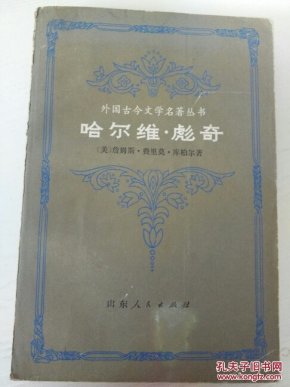 外国古今文学名著丛书
哈尔维·彪奇
〔美〕詹姆斯·费里莫·库柏尔著
山东人民出版社
孔夫子旧书网